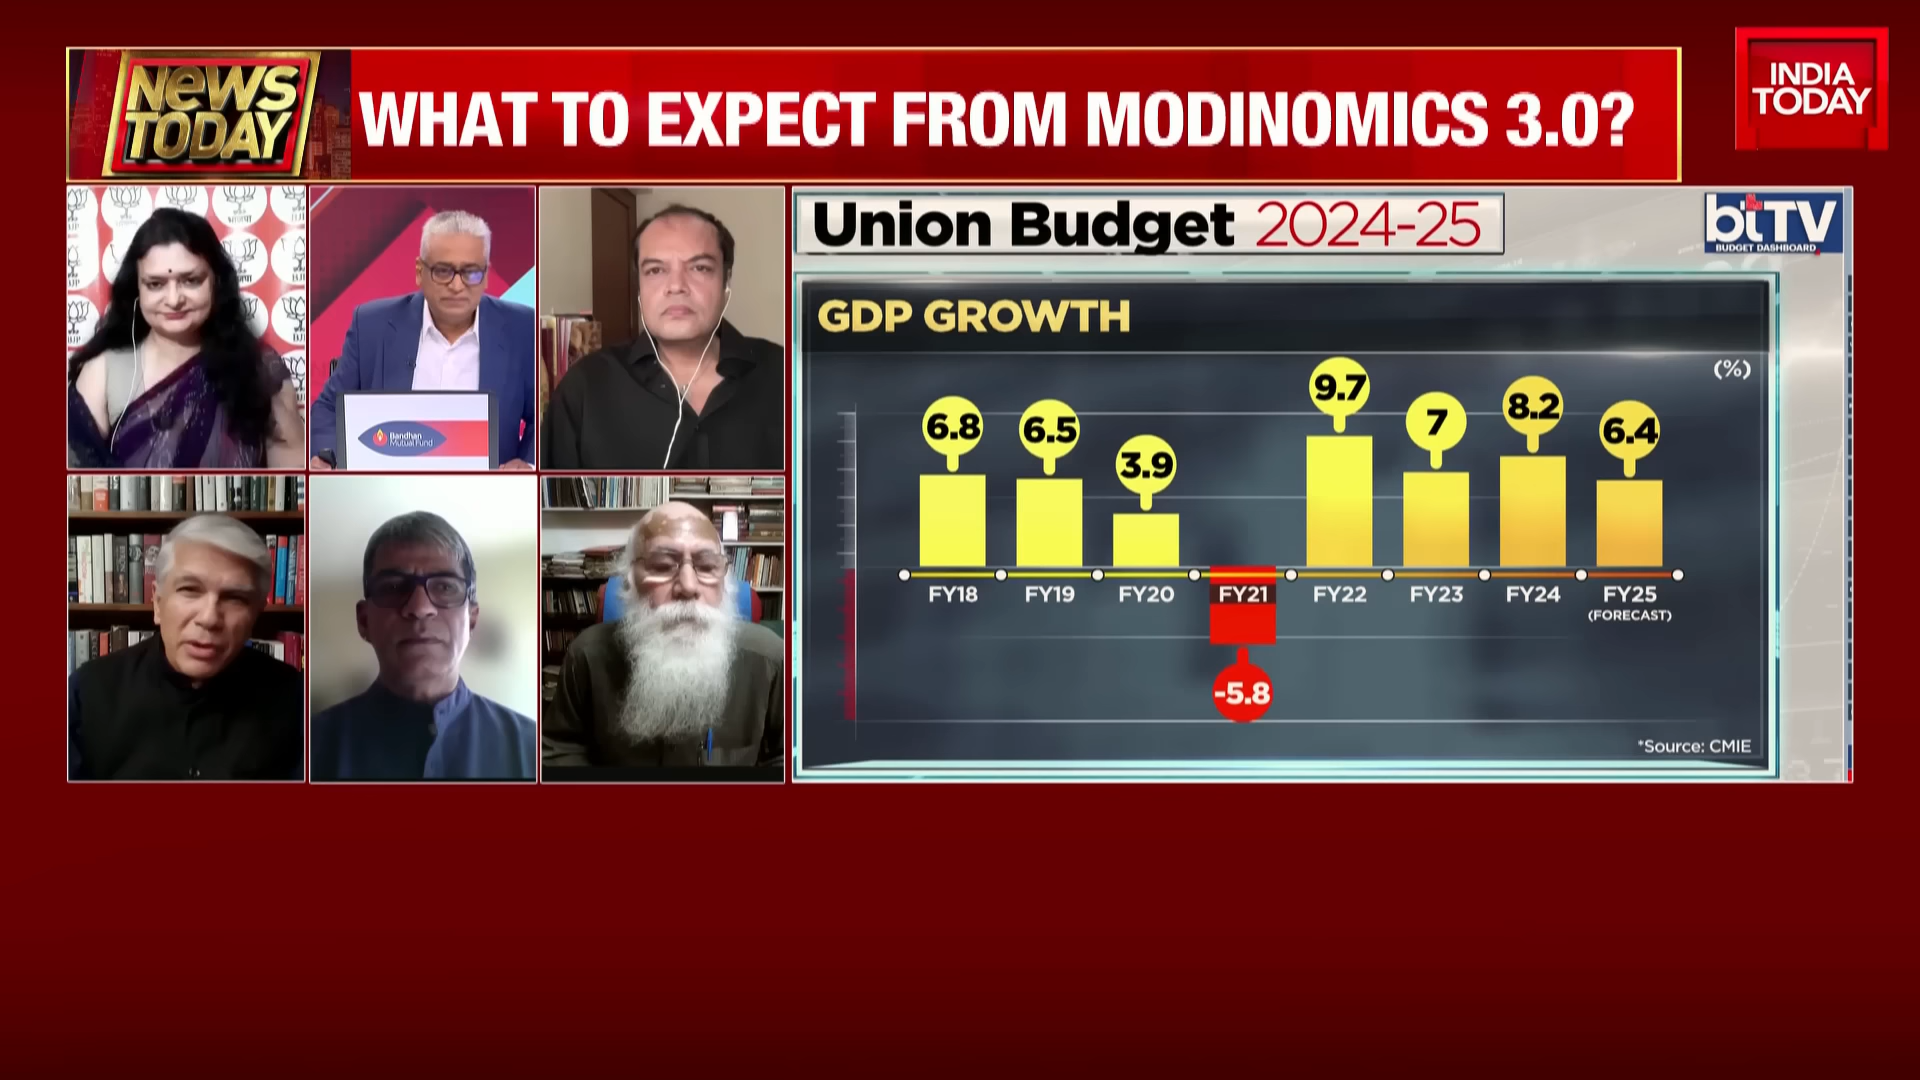 NEWS
TODAY
WHAT TO EXPECT FROM MODINOMICS 3.0?
INDIA
TODAY
BJP
Bandhan
Mutual Fund
Union Budget 2024-25
btTV
BUDGET DASHBOARD
GDP GROWTH
(%)
6.8
6.5
3.9
9.7
7
8.2
6.4
FY18
FY19
FY20
FY21
FY22
FY23
FY24
FY25
(FORECAST)
-5.8
*Source: CMIE